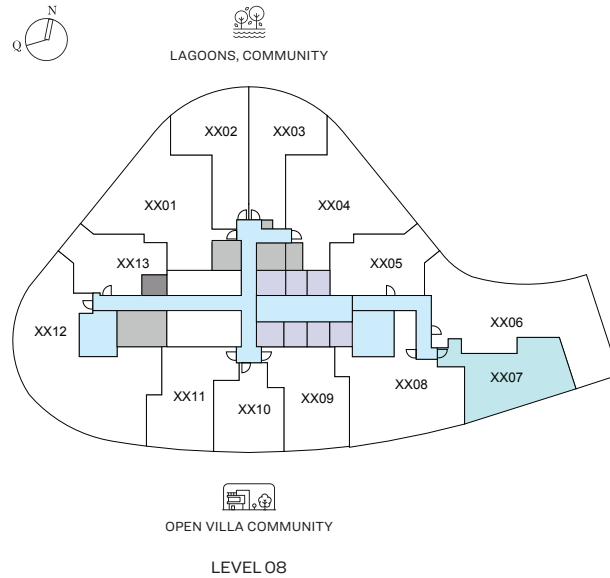 N
Q
LAGOONS, COMMUNITY
XX02
XX03
XX01
XX04
XX13
XX05
XX12
XX06
XX07
XX08
XX11
XX10
XX09
OPEN VILLA COMMUNITY
LEVEL 08